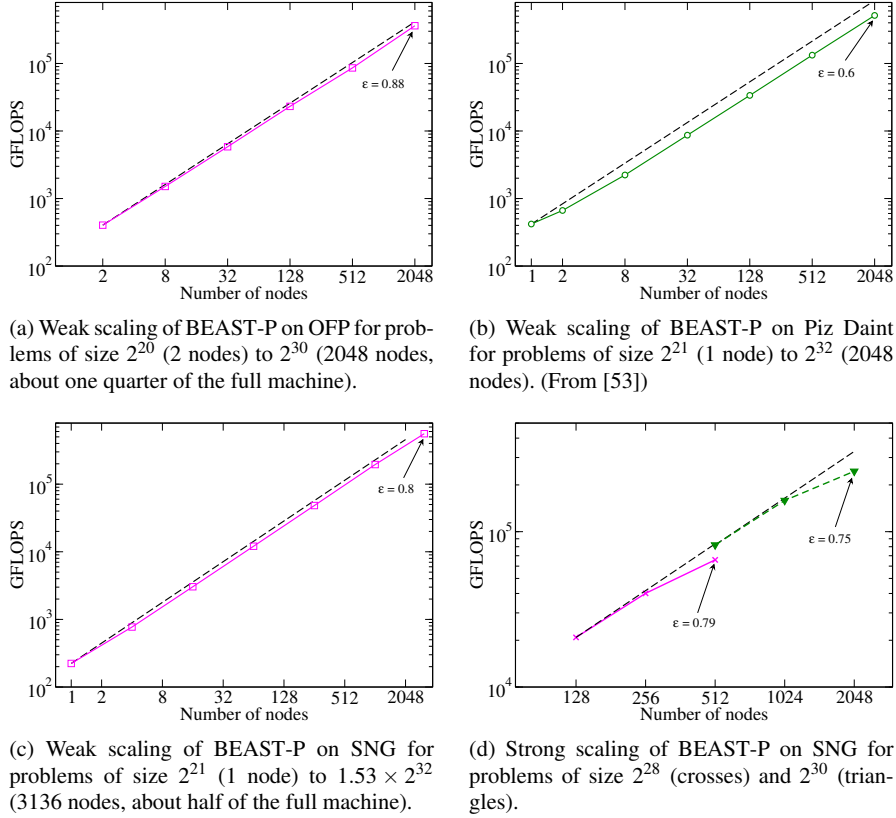 GFLOPS
10^5
10^4
10^3
10^2
ε = 0.88
2 8 32 128 512 2048
Number of nodes
(a) Weak scaling of BEAST-P on OFP for prob-
lems of size 2^20 (2 nodes) to 2^30 (2048 nodes,
about one quarter of the full machine).
GFLOPS
10^5
10^4
10^3
10^2
ε = 0.6
1 2 8 32 128 512 2048
Number of nodes
(b) Weak scaling of BEAST-P on Piz Daint
for problems of size 2^21 (1 node) to 2^32 (2048
nodes). (From [53])
GFLOPS
10^5
10^4
10^3
10^2
ε = 0.8
1 2 8 32 128 512 2048
Number of nodes
(c) Weak scaling of BEAST-P on SNG for
problems of size 2^21 (1 node) to 1.53 × 2^32
(3136 nodes, about half of the full machine).
GFLOPS
10^5
10^4
ε = 0.75
ε = 0.79
128 256 512 1024 2048
Number of nodes
(d) Strong scaling of BEAST-P on SNG for
problems of size 2^28 (crosses) and 2^30 (trian-
gles).